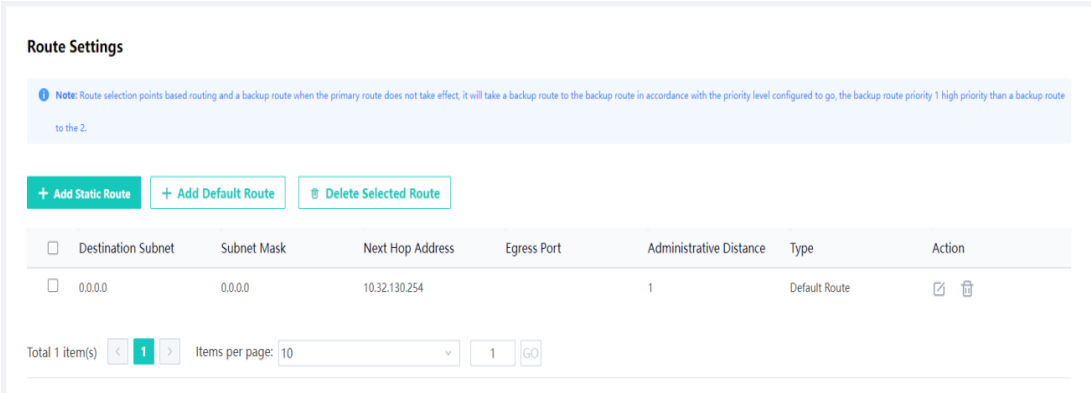 Route Settings
Note: Route selection points based routing and a backup route when the primary route does not take effect, it will take a backup route to the backup route in accordance with the priority level configured to go, the backup route priority 1 high priority than a backup route
to the 2.
+ Add Static Route + Add Default Route Delete Selected Route
Destination Subnet Subnet Mask Next Hop Address Egress Port Administrative Distance Type Action
0.0.0.0 0.0.0.0 10.32.130.254 1 Default Route
Total 1 item(s) < 1 > Items per page: 10 1 GO